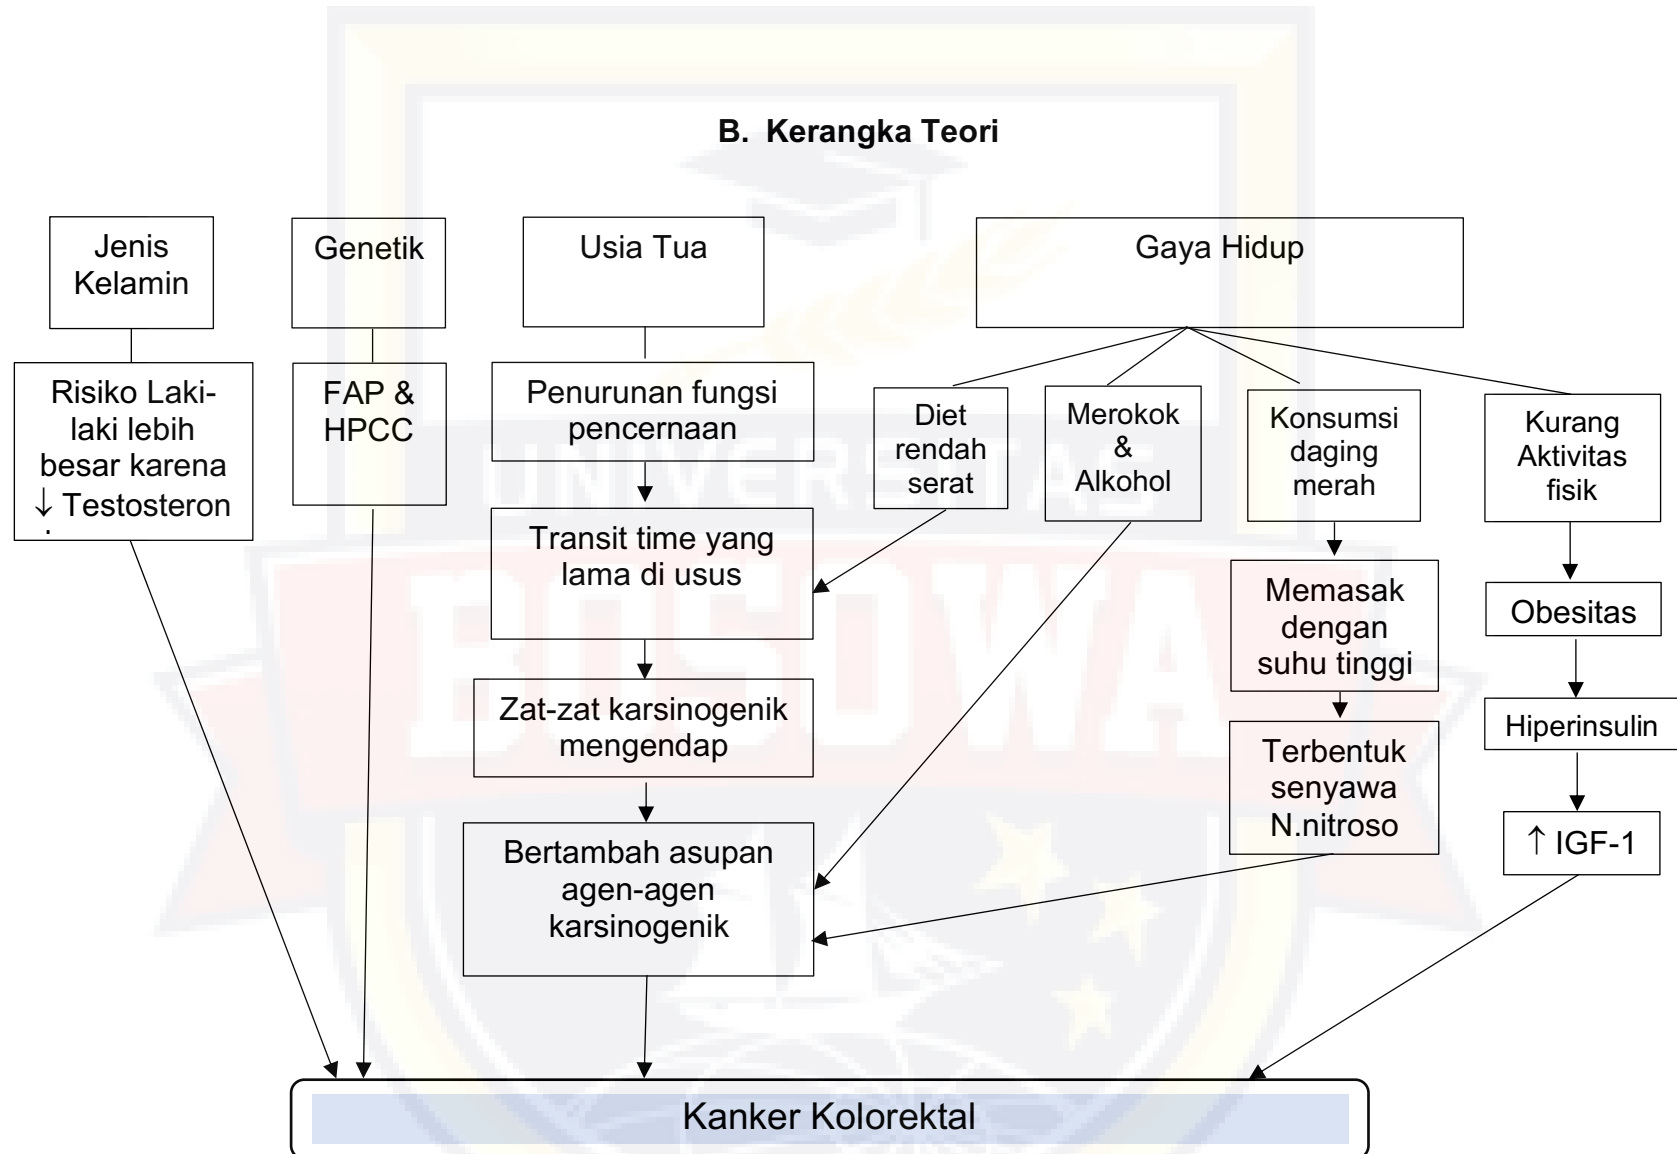 B. Kerangka Teori
Jenis
Kelamin
Genetik
Usia Tua
Gaya Hidup
Risiko Laki-
laki lebih
besar karena
↓ Testosteron
FAP &
HPCC
Penurunan fungsi
pencernaan
Diet
rendah
serat
Merokok
&
Alkohol
Konsumsi
daging
merah
Kurang
Aktivitas
fisik
Transit time yang
lama di usus
Memasak
dengan
suhu tinggi
Obesitas
Zat-zat karsinogenik
mengendap
Terbentuk
senyawa
N.nitroso
Hiperinsulin
Bertambah asupan
agen-agen
karsinogenik
↑ IGF-1
Kanker Kolorektal
UNIVERSITAS
BOSOWA